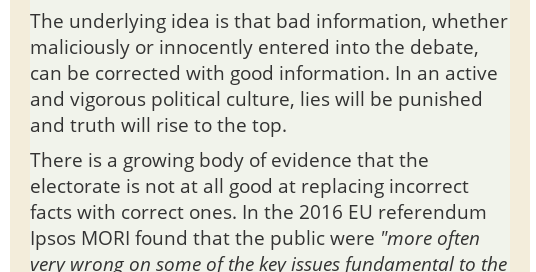 The underlying idea is that bad information, whether
maliciously or innocently entered into the debate,
can be corrected with good information. In an active
and vigorous political culture, lies will be punished
and truth will rise to the top.
There is a growing body of evidence that the
electorate is not at all good at replacing incorrect
facts with correct ones. In the 2016 EU referendum
Ipsos MORI found that the public were "more often
very wrong on some of the key issues fundamental to the